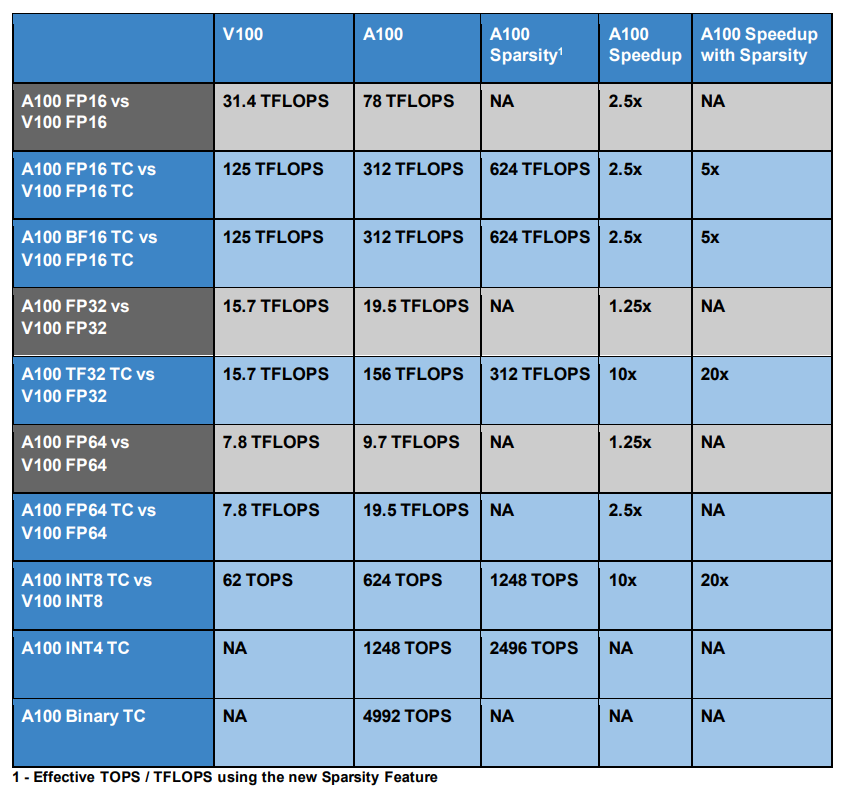 V100 A100 A100 Sparsity1 A100 Speedup A100 Speedup with Sparsity
A100 FP16 vs V100 FP16 31.4 TFLOPS 78 TFLOPS NA 2.5x NA
A100 FP16 TC vs V100 FP16 TC 125 TFLOPS 312 TFLOPS 624 TFLOPS 2.5x 5x
A100 BF16 TC vs V100 FP16 TC 125 TFLOPS 312 TFLOPS 624 TFLOPS 2.5x 5x
A100 FP32 vs V100 FP32 15.7 TFLOPS 19.5 TFLOPS NA 1.25x NA
A100 TF32 TC vs V100 FP32 15.7 TFLOPS 156 TFLOPS 312 TFLOPS 10x 20x
A100 FP64 vs V100 FP64 7.8 TFLOPS 9.7 TFLOPS NA 1.25x NA
A100 FP64 TC vs V100 FP64 7.8 TFLOPS 19.5 TFLOPS NA 2.5x NA
A100 INT8 TC vs V100 INT8 62 TOPS 624 TOPS 1248 TOPS 10x 20x
A100 INT4 TC NA 1248 TOPS 2496 TOPS NA NA
A100 Binary TC NA 4992 TOPS NA NA NA
1 - Effective TOPS / TFLOPS using the new Sparsity Feature